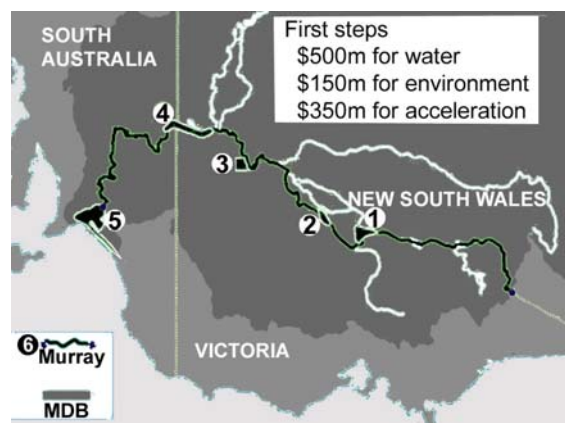 SOUTH
AUSTRALIA
First steps
$500m for water
$150m for environment
$350m for acceleration
4
3
NEW SOUTH WALES
1
2
5
VICTORIA
6
Murray
MDB